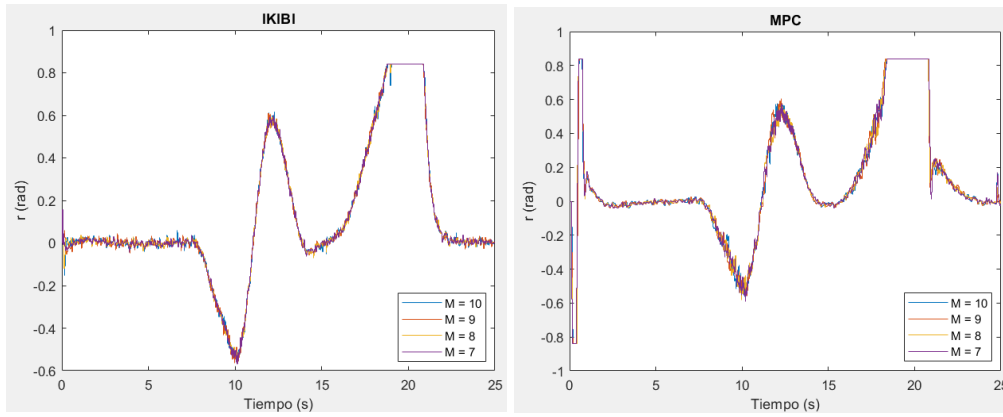 IKIBI
r (rad)
1
0.8
0.6
0.4
0.2
0
-0.2
-0.4
-0.6
0 5 10 15 20 25
Tiempo (s)
M = 10
M = 9
M = 8
M = 7
MPC
r (rad)
1
0.8
0.6
0.4
0.2
0
-0.2
-0.4
-0.6
-0.8
-1
0 5 10 15 20 25
Tiempo (s)
M = 10
M = 9
M = 8
M = 7